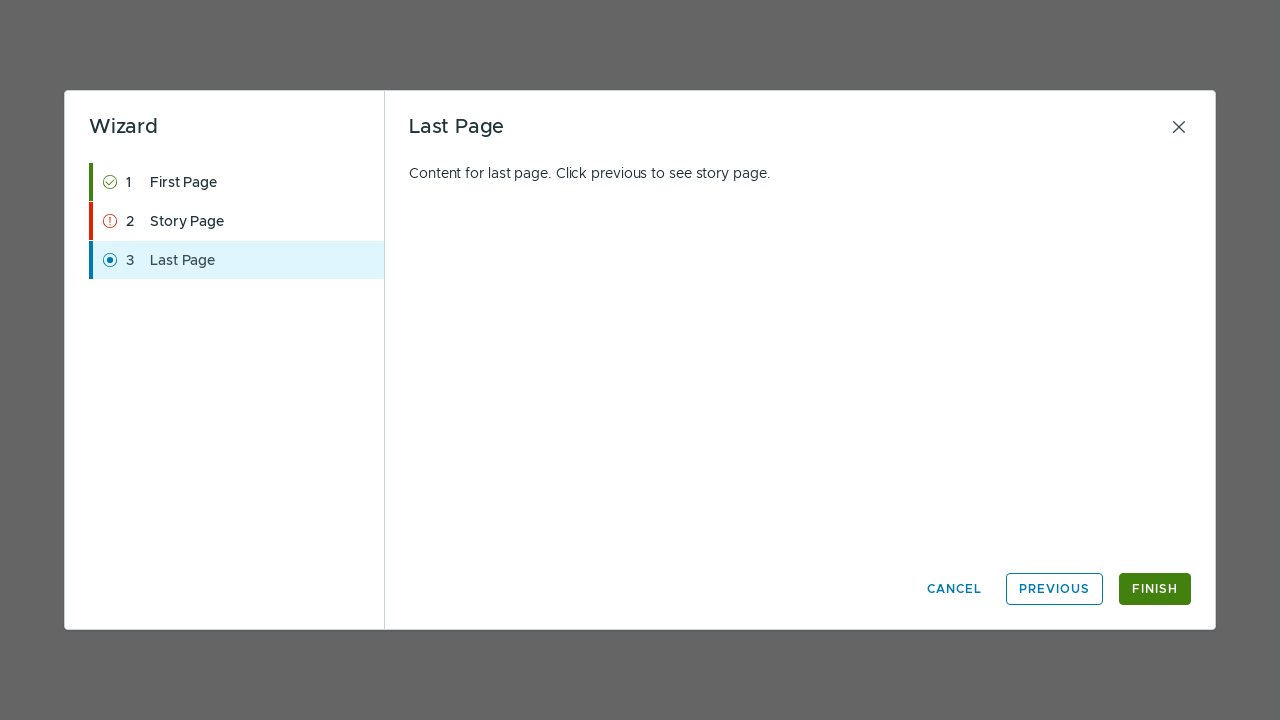 Wizard
1 First Page
2 Story Page
3 Last Page
Last Page
Content for last page. Click previous to see story page.
CANCEL
PREVIOUS
FINISH